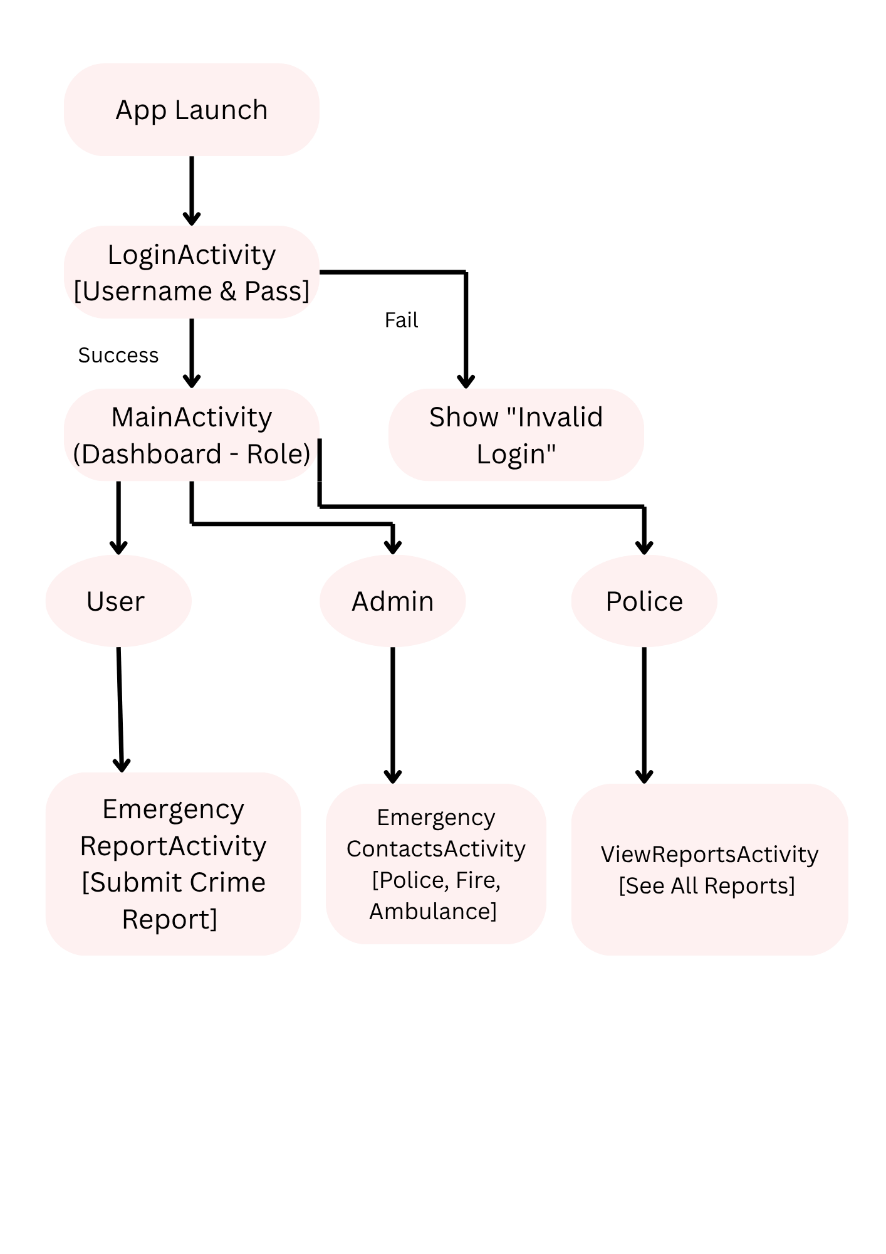 App Launch
LoginActivity
[Username & Pass]
Fail
Success
MainActivity
(Dashboard - Role)
Show "Invalid
Login"
User
Admin
Police
Emergency
ReportActivity
[Submit Crime
Report]
Emergency
ContactsActivity
[Police, Fire,
Ambulance]
ViewReportsActivity
[See All Reports]